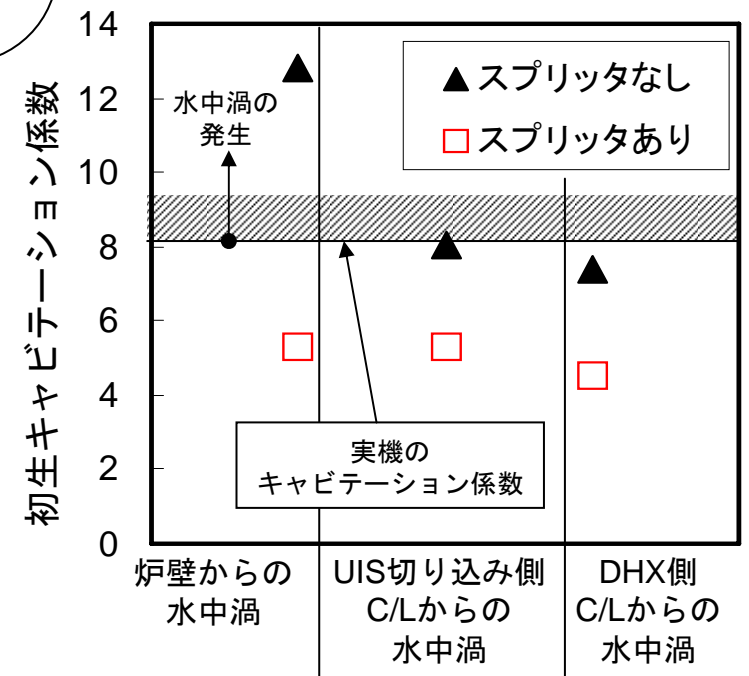 14
12
10
8
6
4
2
0
初生キャビテーション係数
▲スプリッタなし
□スプリッタあり
水中渦の
発生
実機の
キャビテーション係数
炉壁からの
水中渦
UIS切り込み側
C/Lからの
水中渦
DHX側
C/Lからの
水中渦